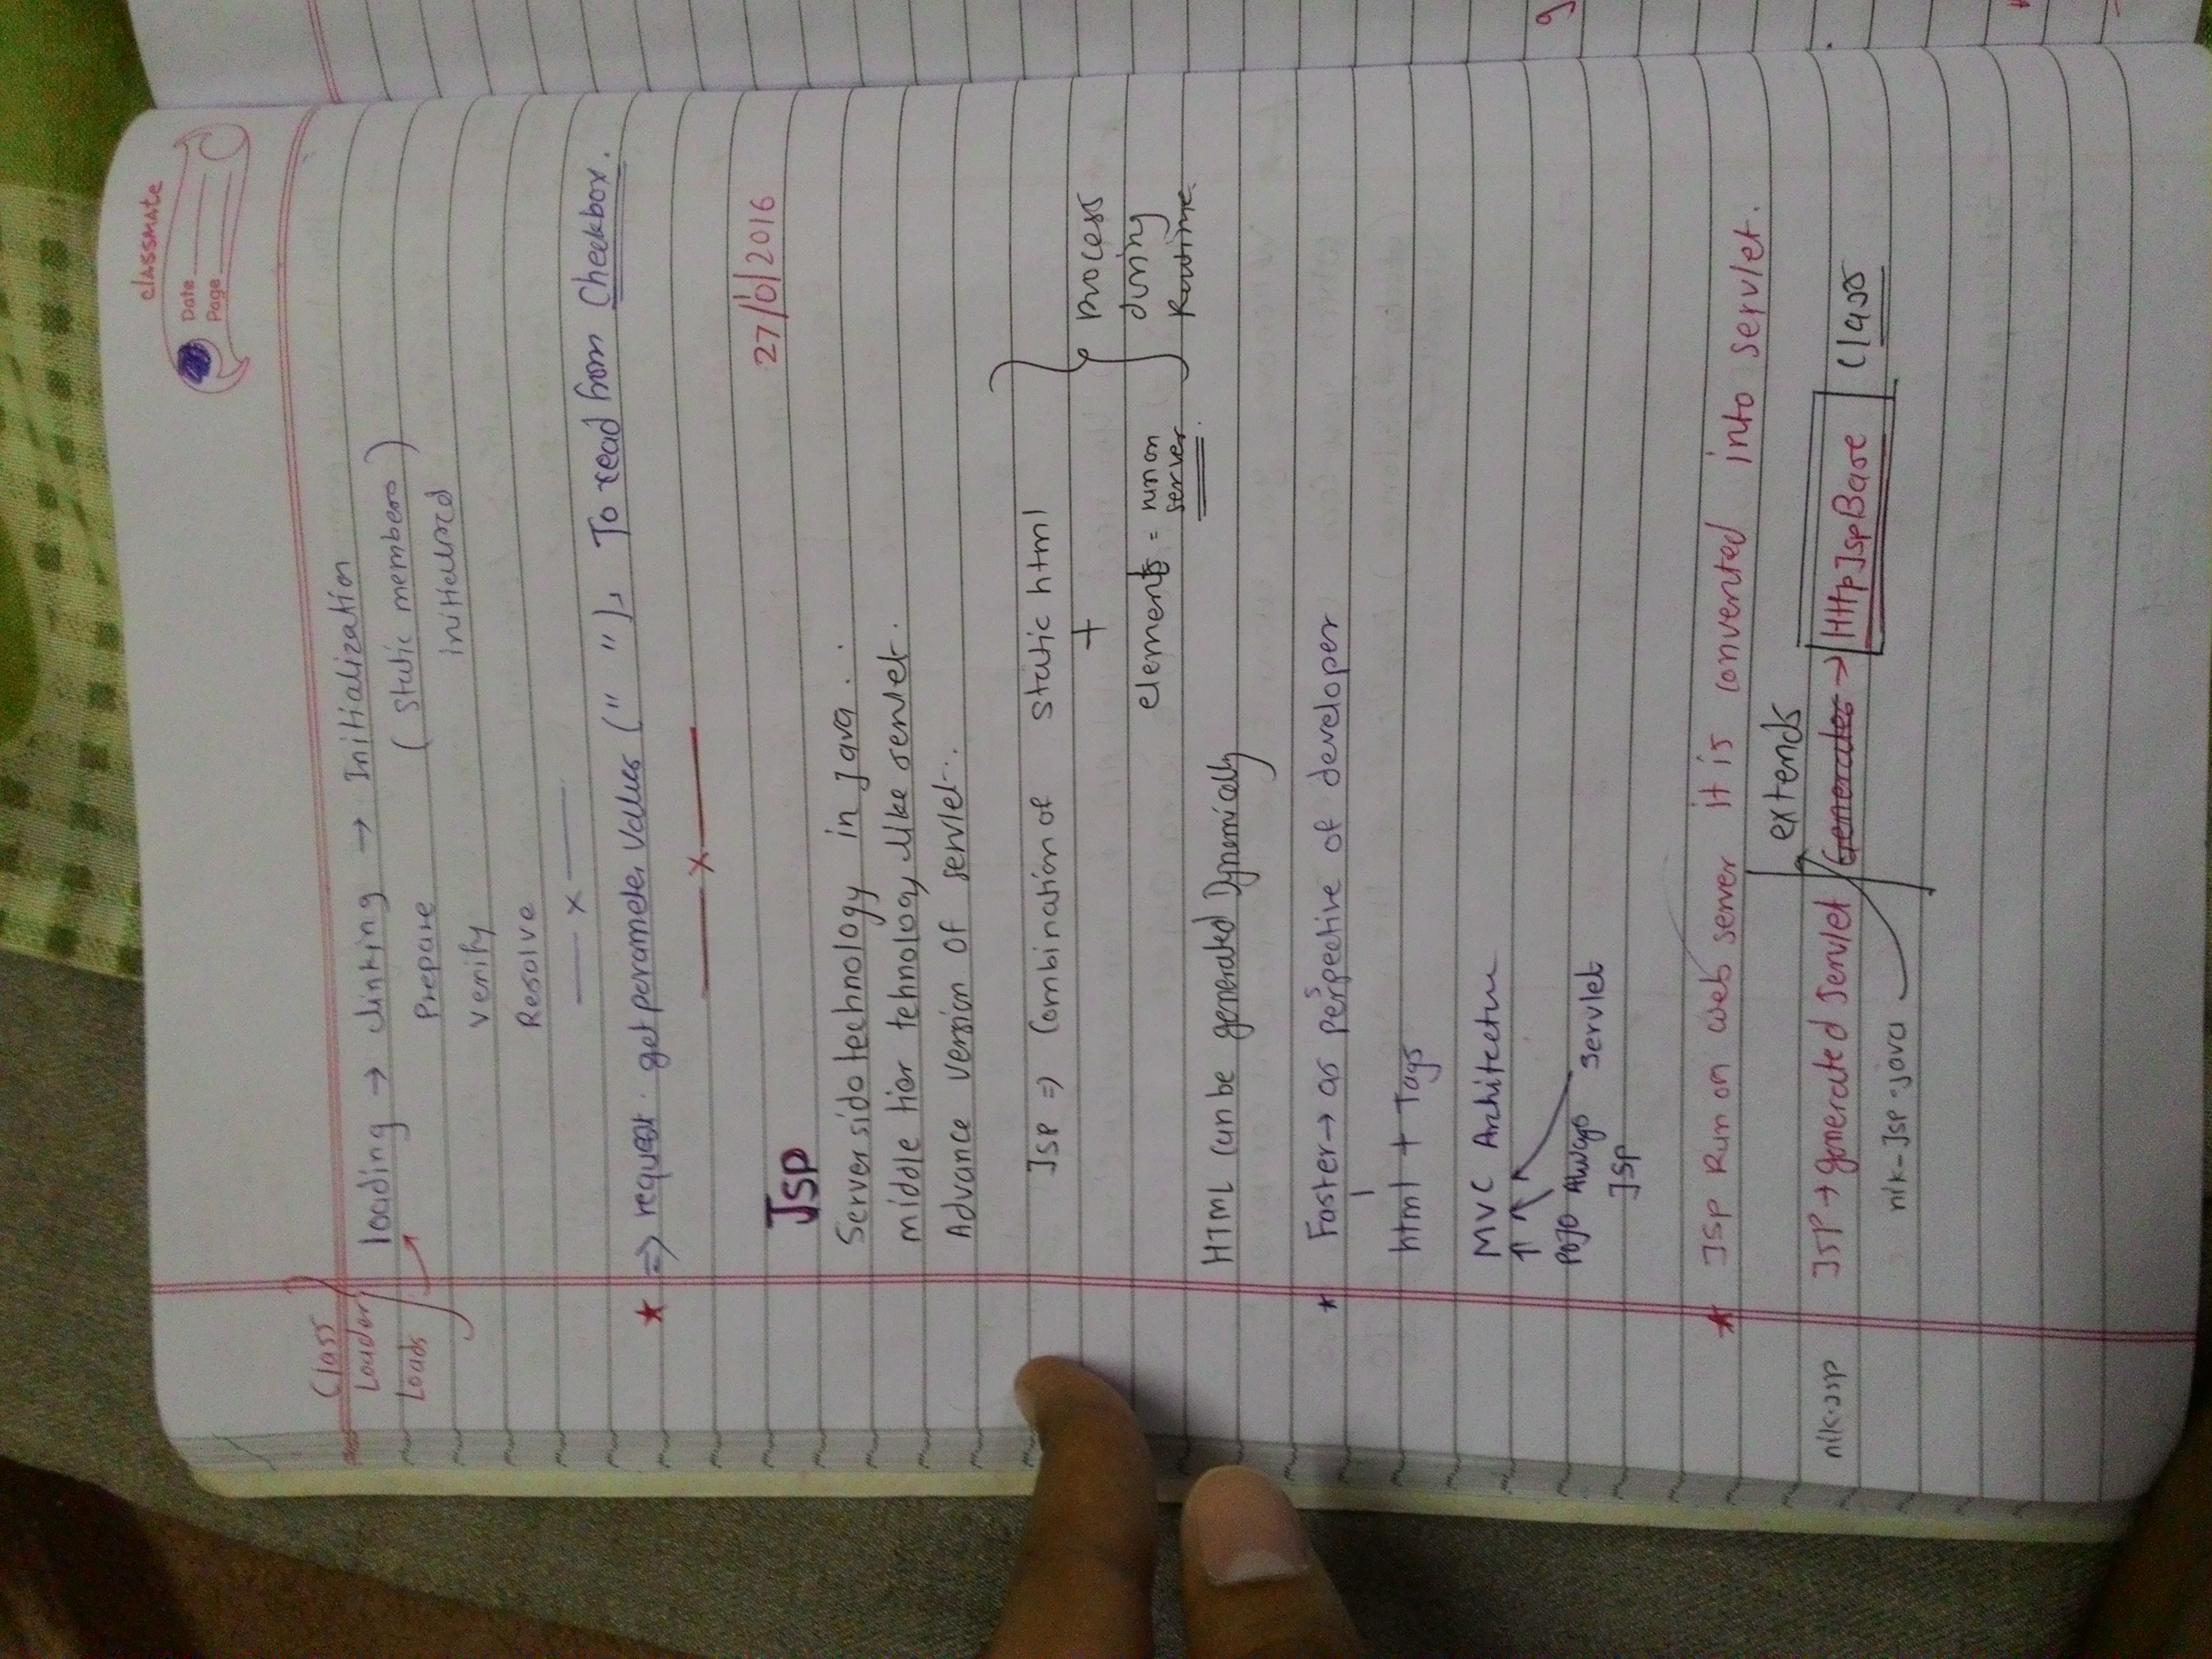 classmate
Date
Page
Class
Loader
Loads
loading → Linking → Initialization
Prepare (Static members)
Verify initialised
Resolve
— x —
★ ⇒ request. getparameter values (" "); To read from Checkbox.
— x —
27/10/2016
Jsp
Server side technology in Java.
middle tier tehnology like servlet.
Advance version of servlet.
Jsp ⇒ Combination of static html
+
elements = run on server.
Process during Runtime.
HTML can be generated Dynamically
★ Faster → as perspective of developer
html + Tags
MVC Architecture
POJO Always servlet
JSP
★ JSp Run on web server it is converted into servlet.
extends
nik.jsp JSP → generated Servlet Generates → HttpJspBase Class
nik-Jsp.java